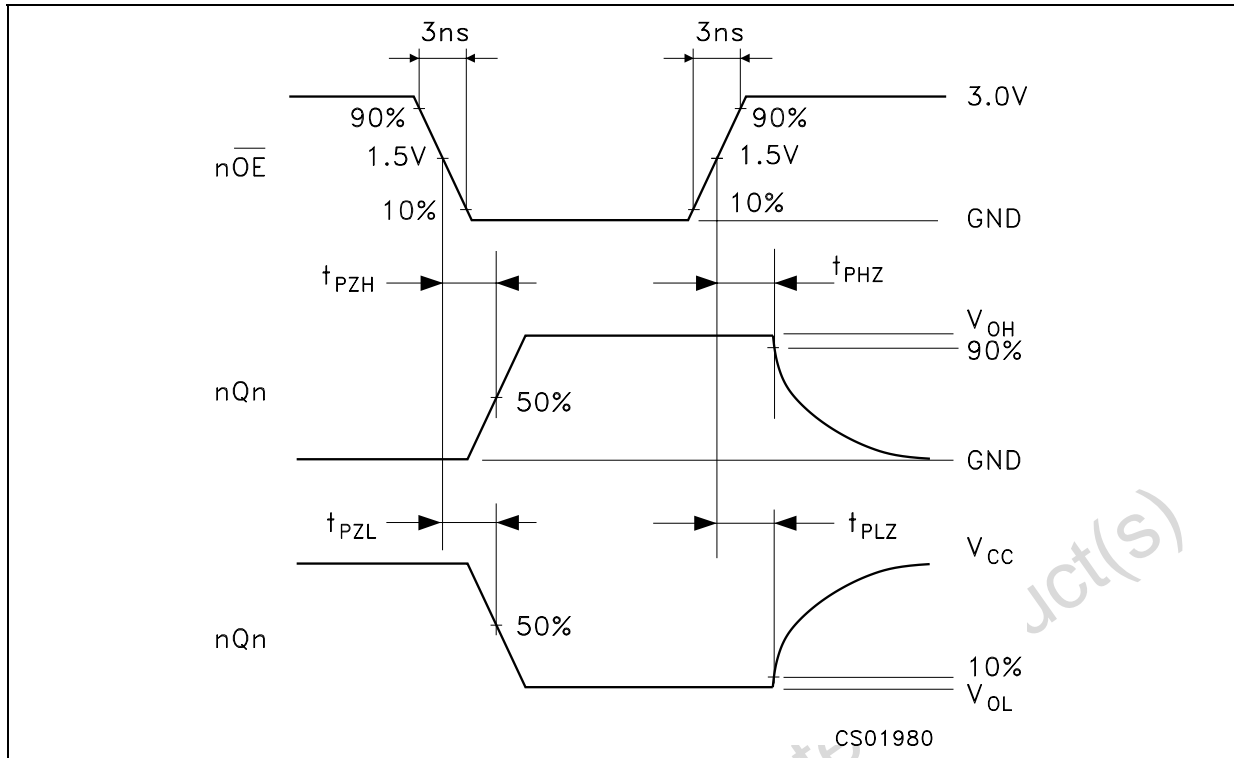 3ns 3ns
3.0V
90% 90%
nOE 1.5V 1.5V
10% 10%
GND
tPZH tPHZ
VOH
90%
nQn 50%
GND
tPZL tPLZ
VCC
uct(s)
nQn 50%
10%
VOL
CS01980